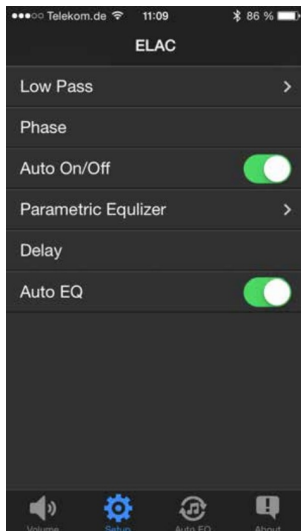 Telekom.de 11:09 86 %
ELAC
Low Pass
Phase
Auto On/Off
Parametric Equlizer
Delay
Auto EQ
Volume Setup Auto EQ About